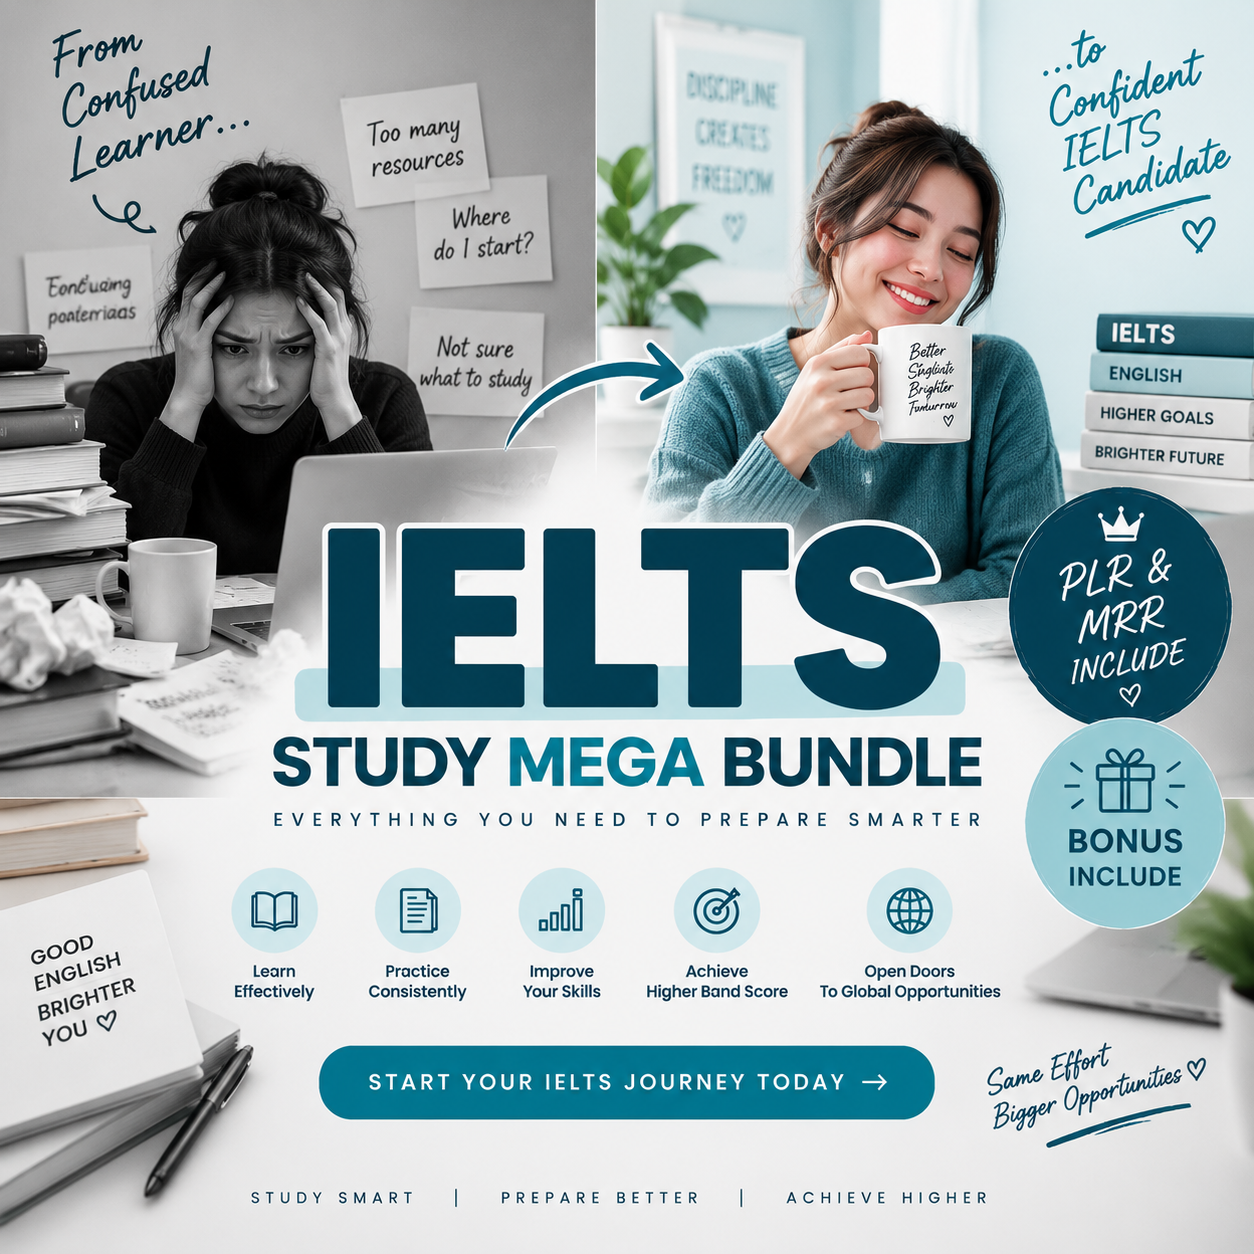 From
Confused
Learner...
Too many
resources
Where
do I start?
Not sure
what to study
DISCIPLINE
CREATES
FREEDOM
...to
Confident
IELTS
Candidate
Better
Brighter
IELTS
ENGLISH
HIGHER GOALS
BRIGHTER FUTURE
PLR &
MRR
INCLUDE
IELTS
STUDY MEGA BUNDLE
EVERYTHING YOU NEED TO PREPARE SMARTER
BONUS
INCLUDE
Learn
Effectively
Practice
Consistently
Improve
Your Skills
Achieve
Higher Band Score
Open Doors
To Global Opportunities
GOOD
ENGLISH
BRIGHTER
YOU
START YOUR IELTS JOURNEY TODAY →
Same Effort
Bigger Opportunities
STUDY SMART | PREPARE BETTER | ACHIEVE HIGHER